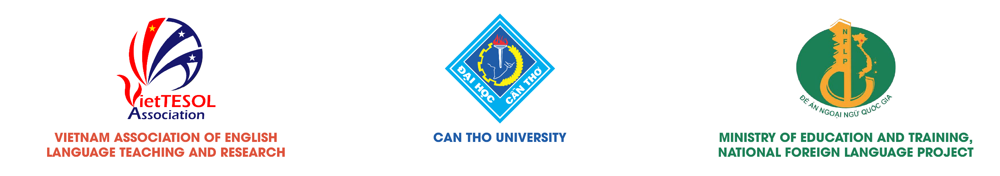 VietTESOL
Association
VIETNAM ASSOCIATION OF ENGLISH
LANGUAGE TEACHING AND RESEARCH
ĐẠI HỌC CẦN THƠ
CAN THO UNIVERSITY
NFLP
ĐỀ ÁN NGOẠI NGỮ QUỐC GIA
MINISTRY OF EDUCATION AND TRAINING,
NATIONAL FOREIGN LANGUAGE PROJECT